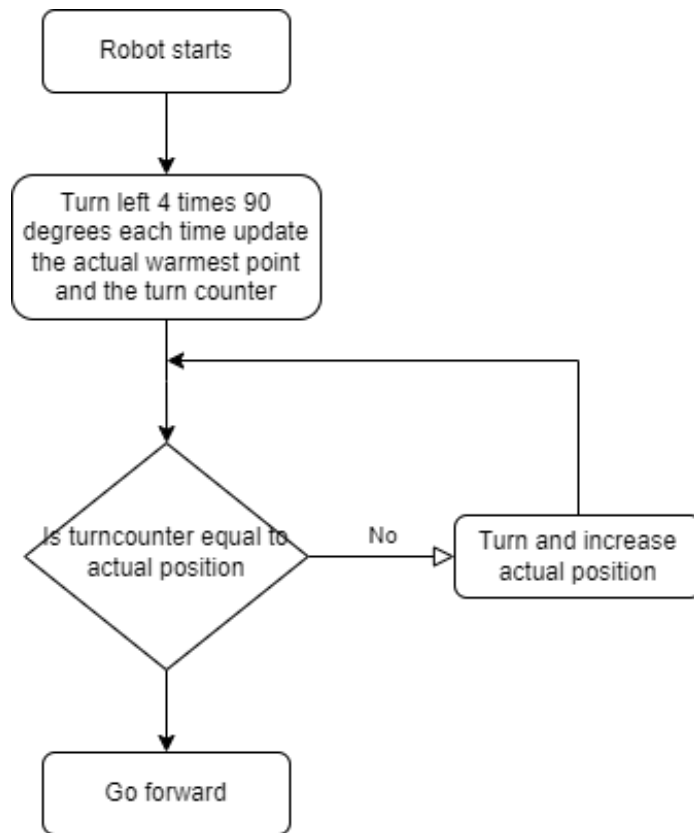 Robot starts
Turn left 4 times 90
degrees each time update
the actual warmest point
and the turn counter
Is turncounter equal to
actual position
No
Turn and increase
actual position
Go forward